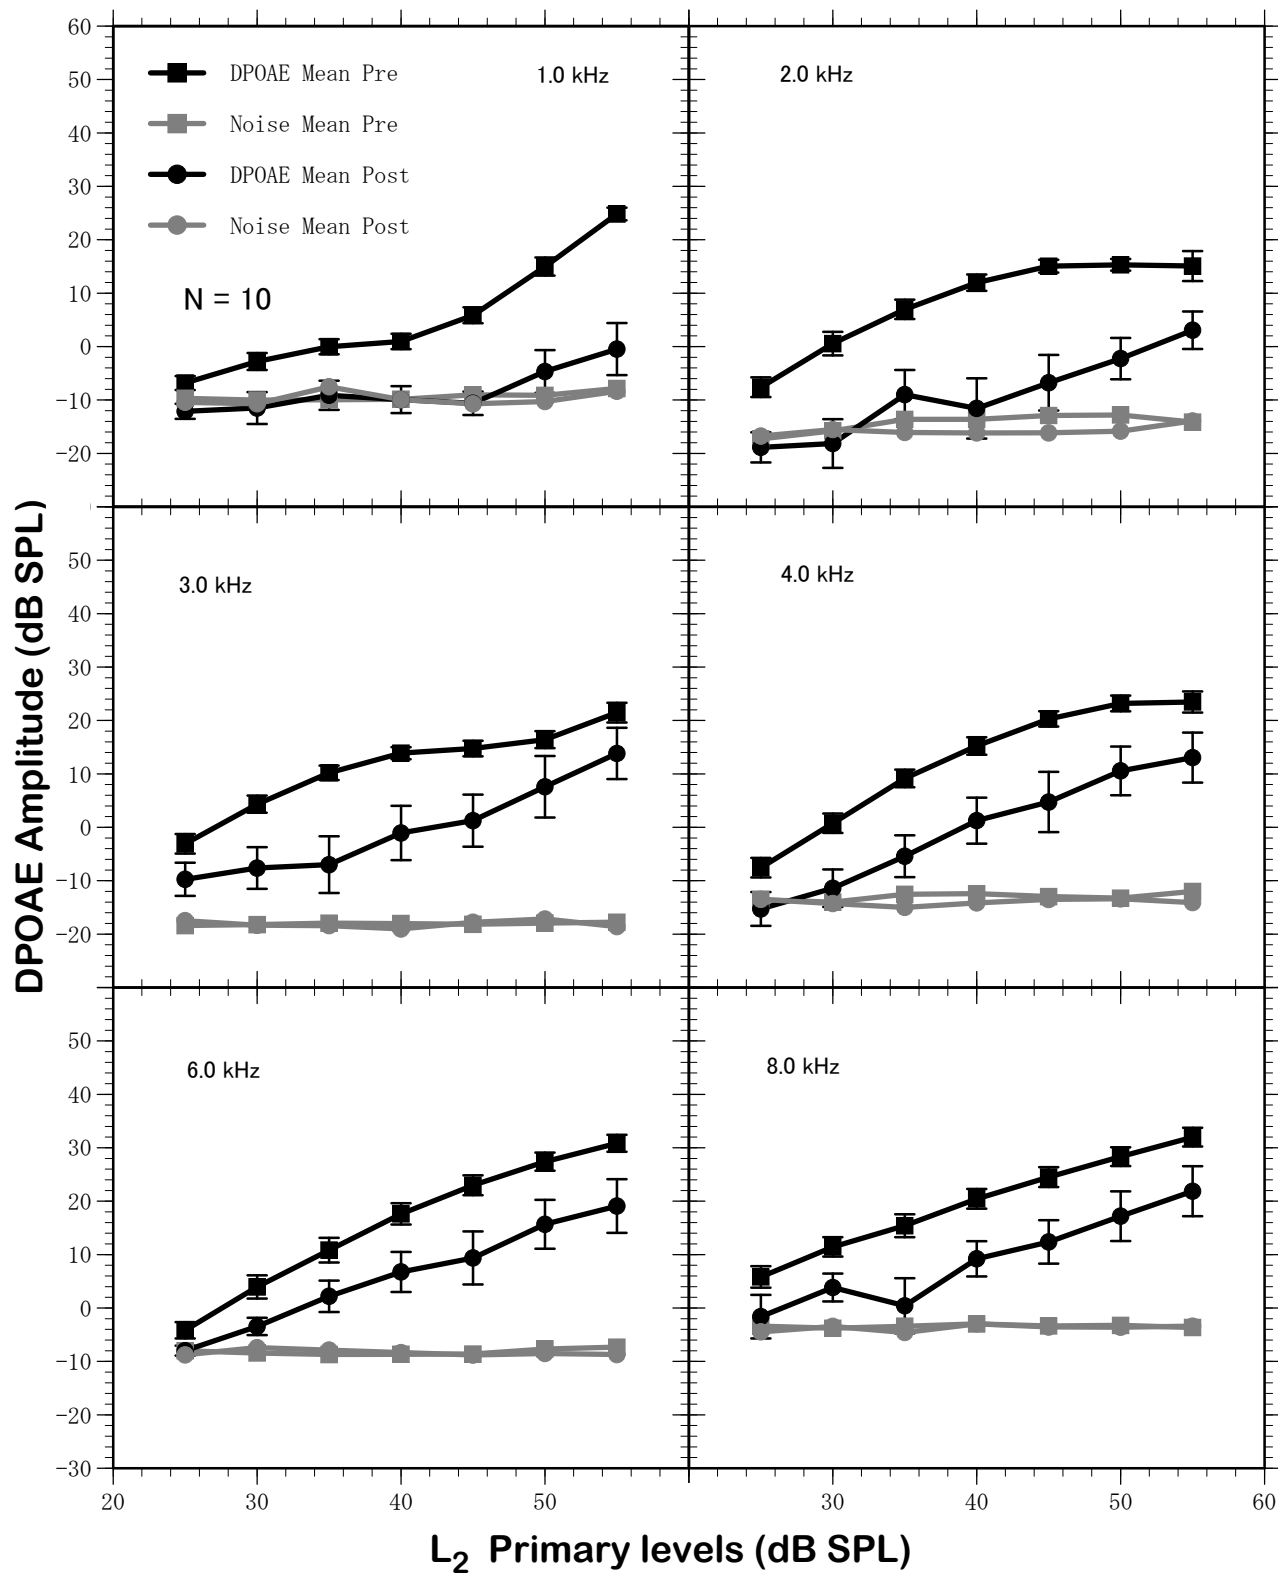 60
50
40
30
20
10
0
−10
−20
DPOAE Mean Pre
Noise Mean Pre
DPOAE Mean Post
Noise Mean Post
N = 10
1.0 kHz
2.0 kHz
50
40
30
20
10
0
−10
−20
3.0 kHz
4.0 kHz
50
40
30
20
10
0
−10
−20
−30
6.0 kHz
8.0 kHz
20 30 40 50 30 40 50 60
DPOAE Amplitude (dB SPL)
L2 Primary levels (dB SPL)